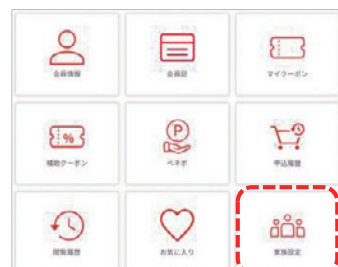 会員情報
会員証
マイクーポン
%
補助クーポン
P
ベネポ
申込履歴
閲覧履歴
お気に入り
家族設定